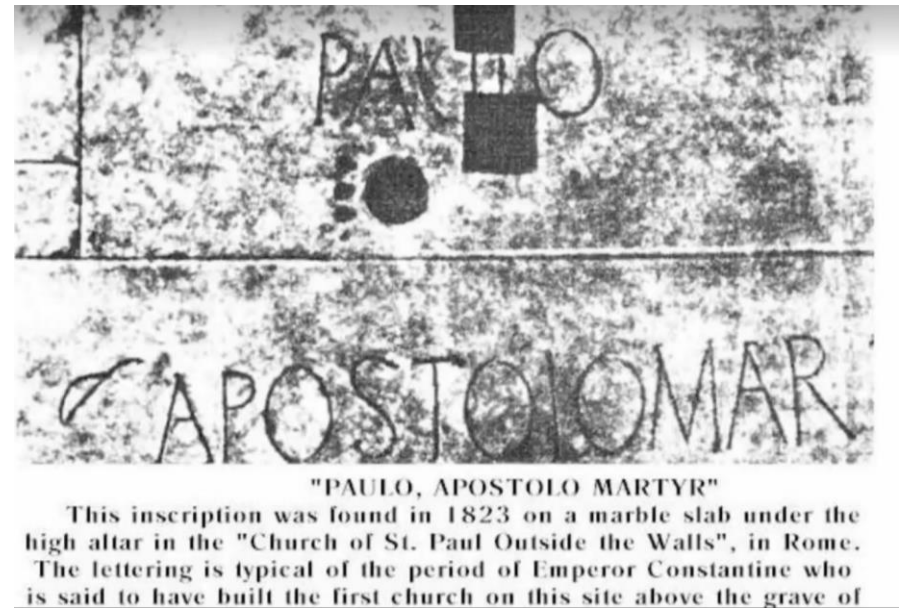 PAULO
APOSTOLOMAR
"PAULO, APOSTOLO MARTYR"
This inscription was found in 1823 on a marble slab under the
high altar in the "Church of St. Paul Outside the Walls", in Rome.
The lettering is typical of the period of Emperor Constantine who
is said to have built the first church on this site above the grave of